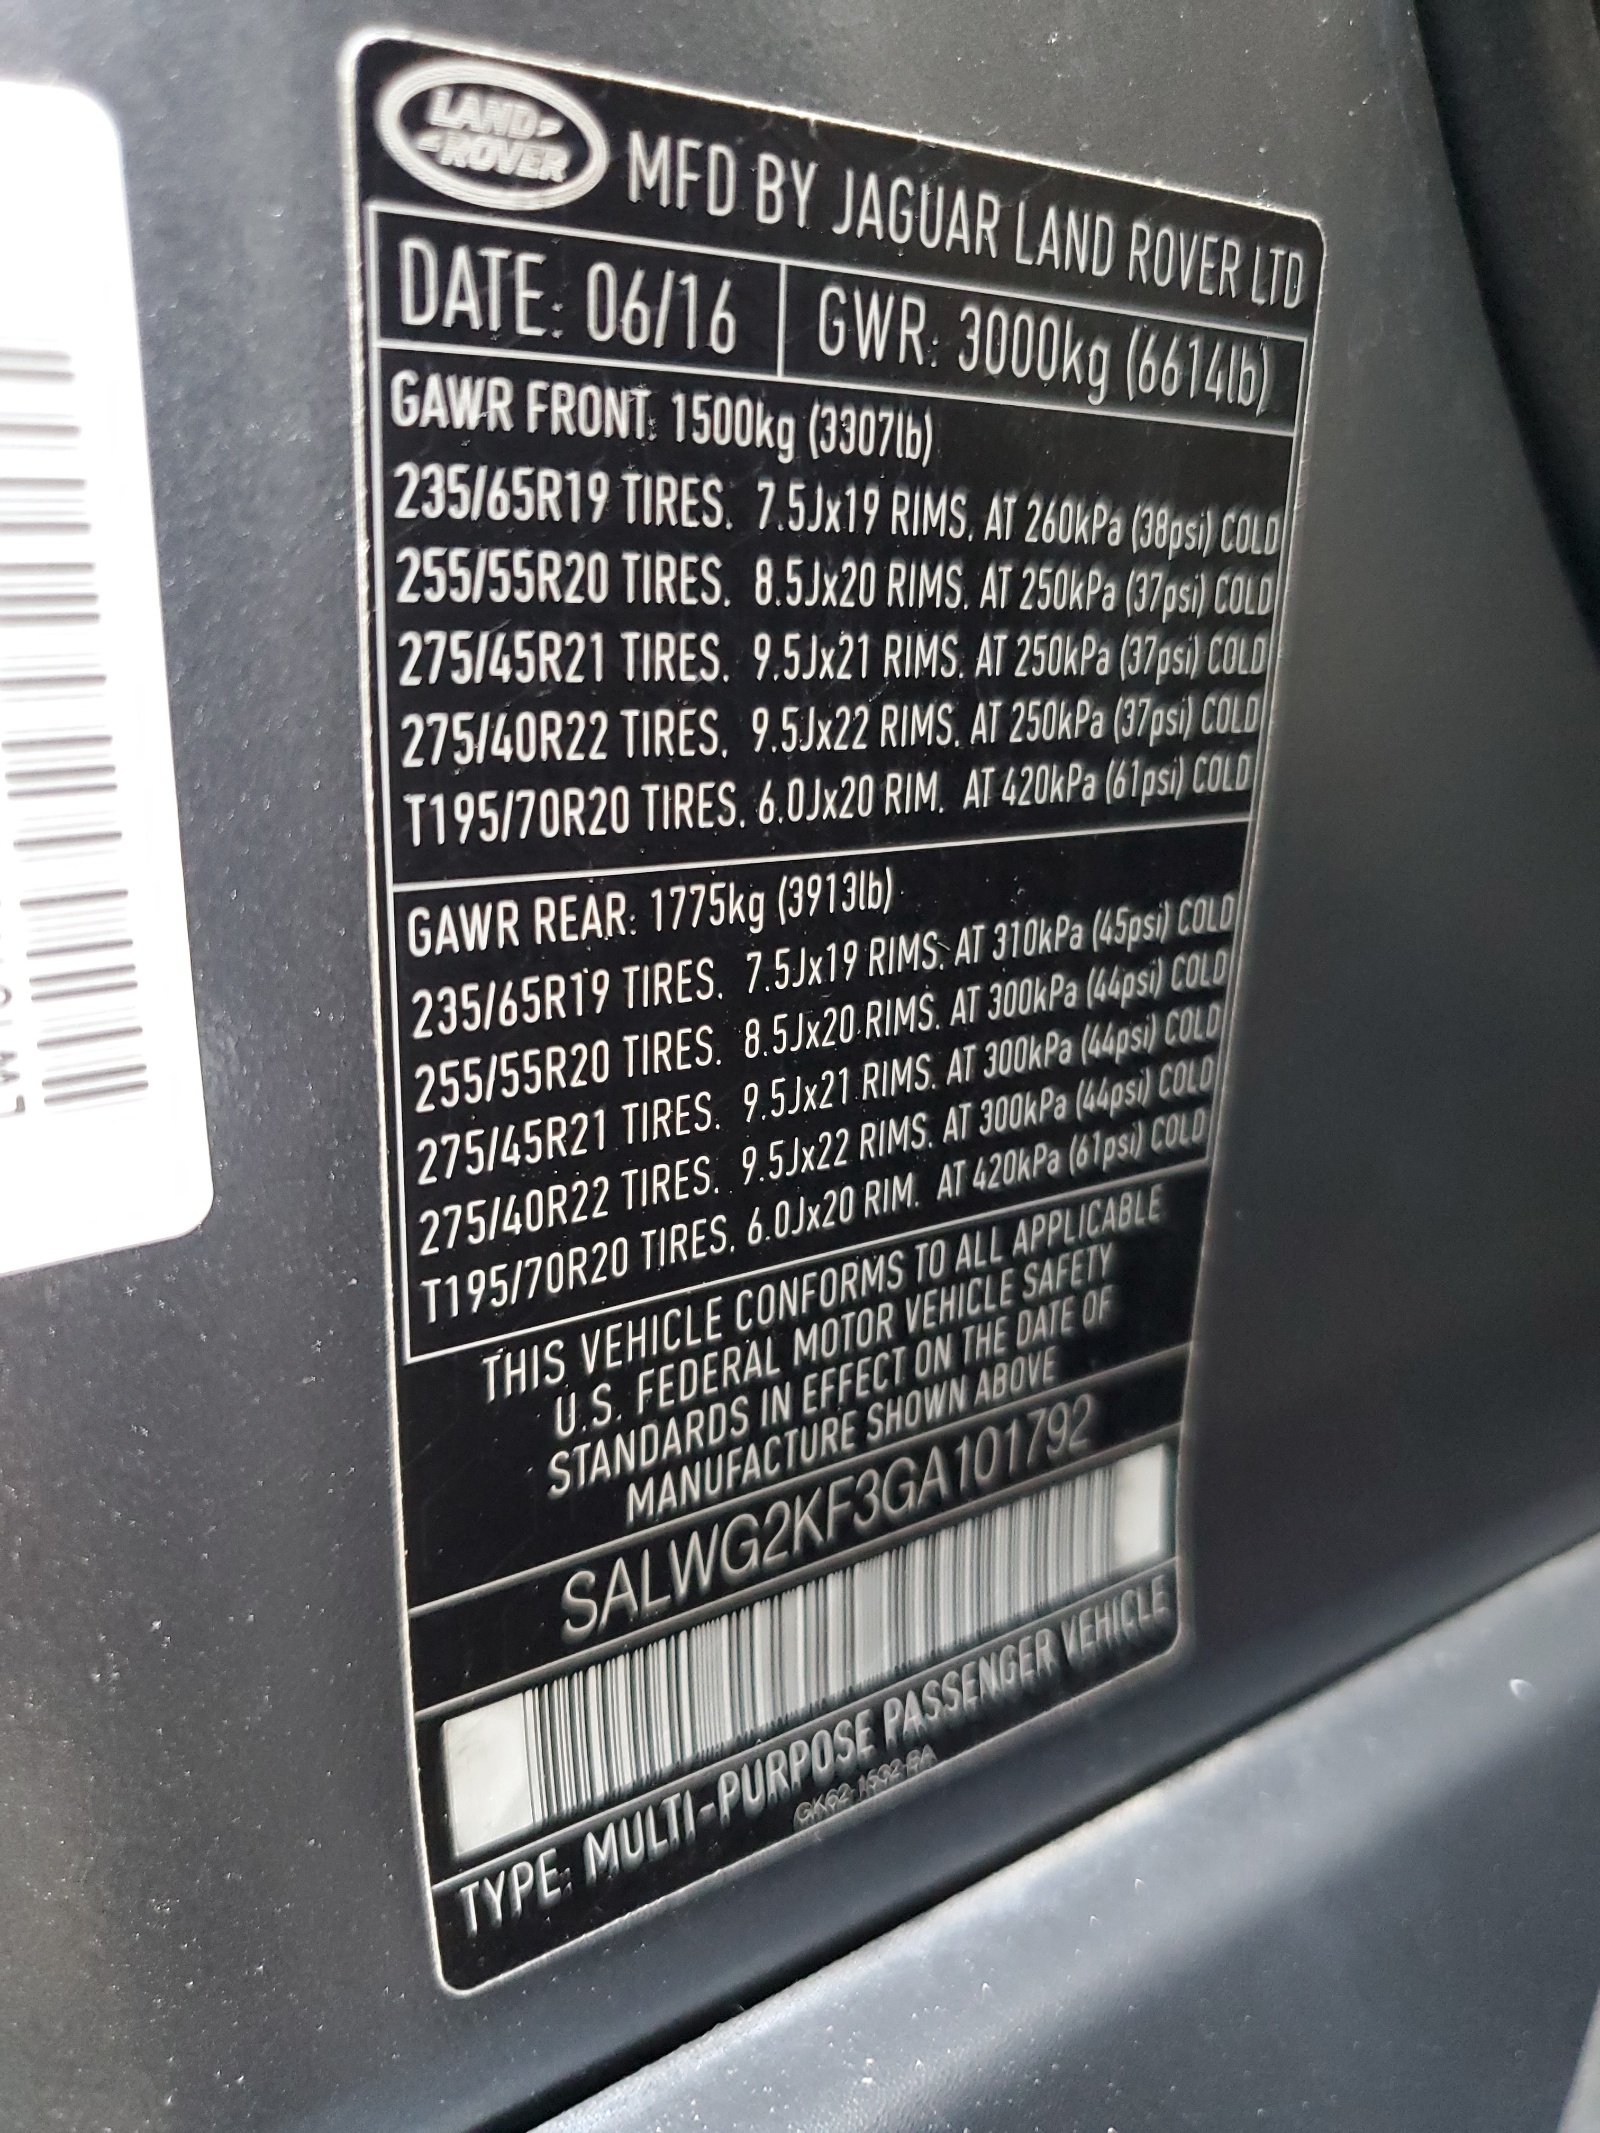 LAND-
-ROVER
MFD BY JAGUAR LAND ROVER LTD
DATE: 06/16 GWR: 3000kg (6614lb)
GAWR FRONT: 1500kg (3307lb)
235/65R19 TIRES. 7.5Jx19 RIMS. AT 260kPa (38psi) COLD
255/55R20 TIRES. 8.5Jx20 RIMS. AT 250kPa (37psi) COLD
275/45R21 TIRES. 9.5Jx21 RIMS. AT 250kPa (37psi) COLD
275/40R22 TIRES. 9.5Jx22 RIMS. AT 250kPa (37psi) COLD
T195/70R20 TIRES. 6.0Jx20 RIM. AT 420kPa (61psi) COLD
GAWR REAR: 1775kg (3913lb)
235/65R19 TIRES. 7.5Jx19 RIMS. AT 310kPa (45psi) COLD
255/55R20 TIRES. 8.5Jx20 RIMS. AT 300kPa (44psi) COLD
275/45R21 TIRES. 9.5Jx21 RIMS. AT 300kPa (44psi) COLD
275/40R22 TIRES. 9.5Jx22 RIMS. AT 300kPa (44psi) COLD
T195/70R20 TIRES. 6.0Jx20 RIM. AT 420kPa (61psi) COLD
THIS VEHICLE CONFORMS TO ALL APPLICABLE
U.S. FEDERAL MOTOR VEHICLE SAFETY
STANDARDS IN EFFECT ON THE DATE OF
MANUFACTURE SHOWN ABOVE
SALWG2KF3GA101792
TYPE: MULTI-PURPOSE PASSENGER VEHICLE